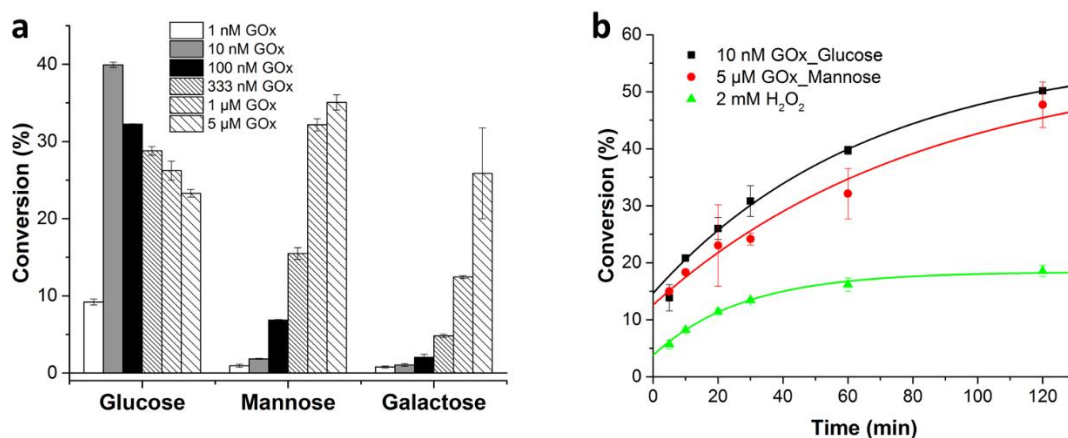 a
1 nM GOx
10 nM GOx
100 nM GOx
333 nM GOx
1 µM GOx
5 µM GOx
Conversion (%)
40
30
20
10
0
Glucose
Mannose
Galactose
b
10 nM GOx_Glucose
5 µM GOx_Mannose
2 mM H₂O₂
Conversion (%)
60
50
40
30
20
10
0
0 20 40 60 80 100 120
Time (min)